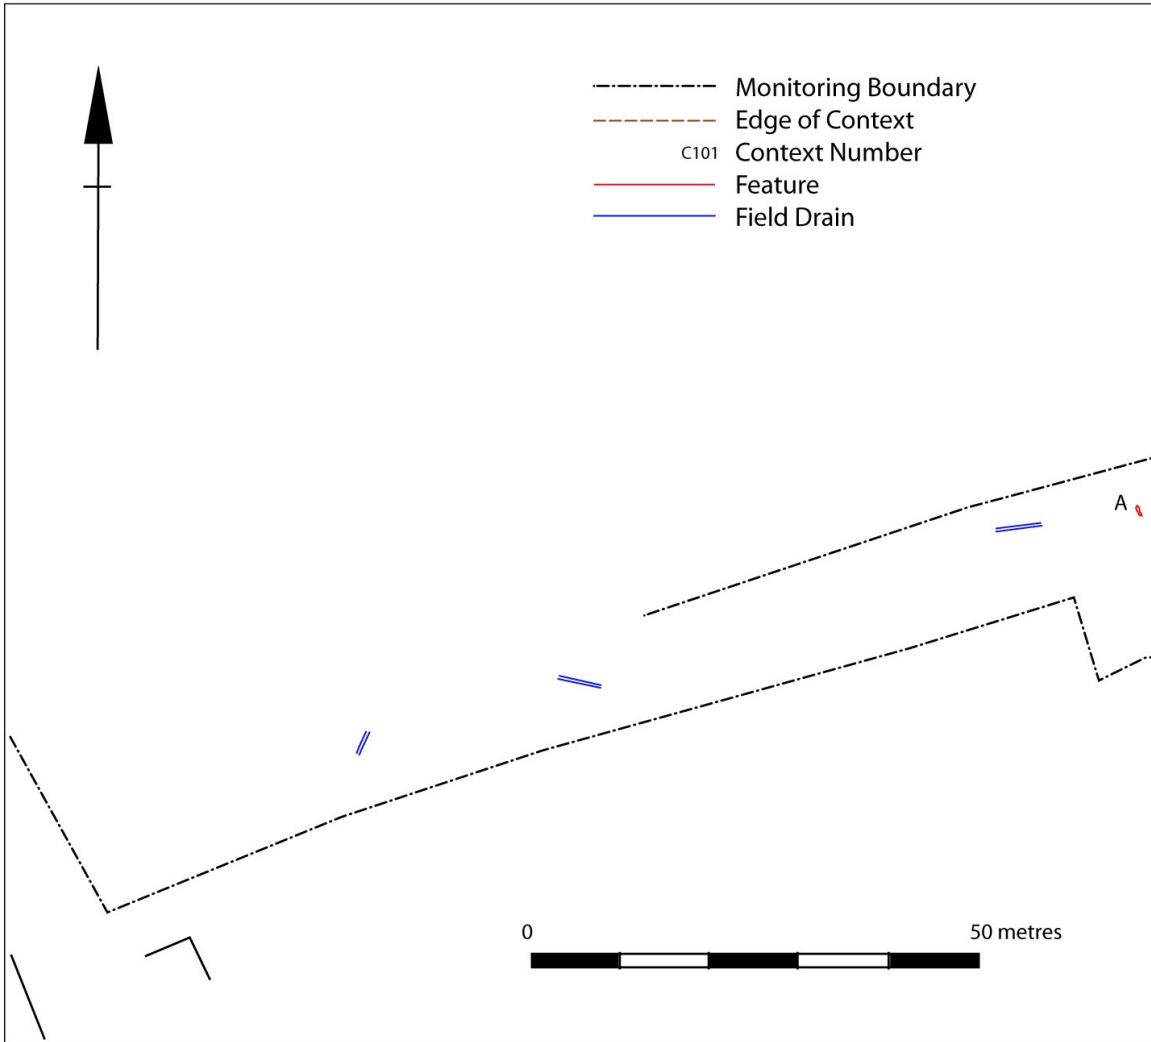 Monitoring Boundary
Edge of Context
C101 Context Number
Feature
Field Drain
A
0 50 metres